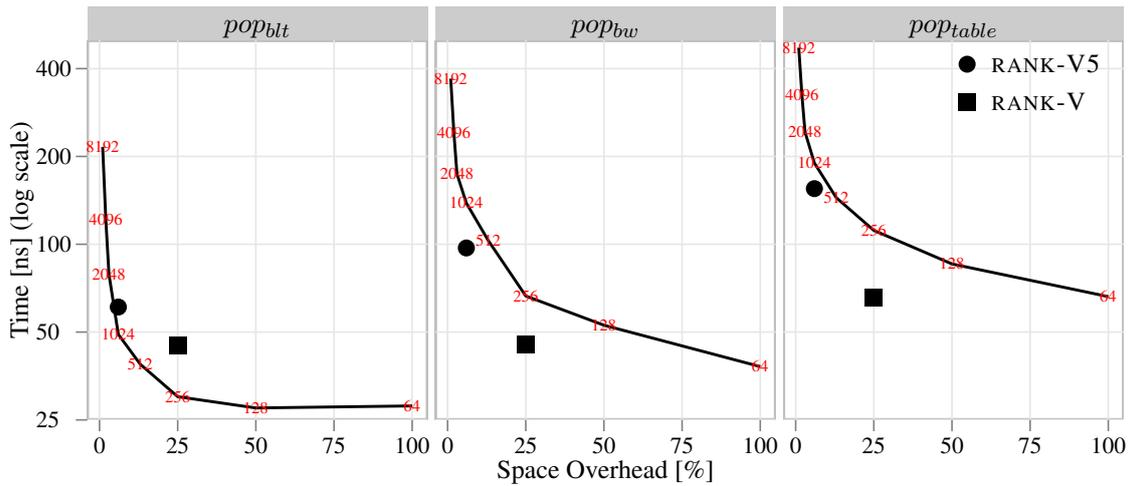 pop_blt
pop_bw
pop_table
Time [ns] (log scale)
400
200
100
50
25
8192
4096
2048
1024
512
256
128
64
8192
4096
2048
1024
512
256
128
64
8192
4096
2048
1024
512
256
128
64
RANK-V5
RANK-V
0 25 50 75 100
0 25 50 75 100
0 25 50 75 100
Space Overhead [%]